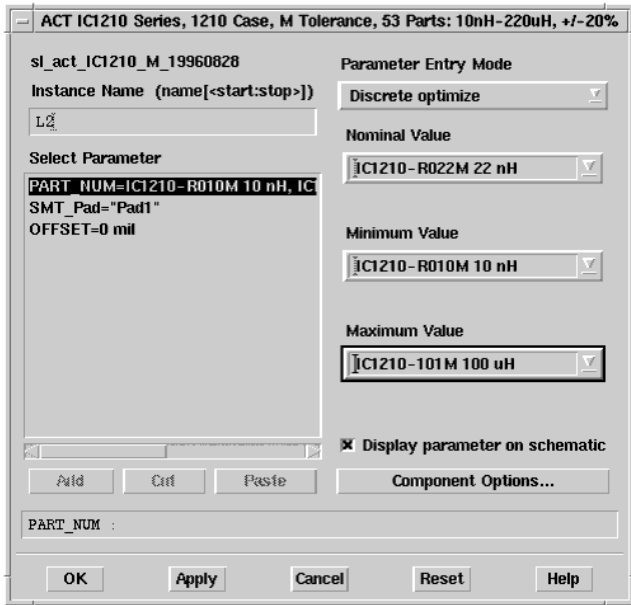 ACT IC1210 Series, 1210 Case, M Tolerance, 53 Parts: 10nH-220uH, +/-20%
sl_act_IC1210_M_19960828
Instance Name (name[<start:stop>])
L2
Select Parameter
PART_NUM=IC1210-R010M 10 nH, IC1
SMT_Pad="Pad1"
OFFSET=0 mil
Add
Cut
Paste
PART_NUM :
Parameter Entry Mode
Discrete optimize
Nominal Value
IC1210-R022M 22 nH
Minimum Value
IC1210-R010M 10 nH
Maximum Value
IC1210-101M 100 uH
Display parameter on schematic
Component Options...
OK
Apply
Cancel
Reset
Help